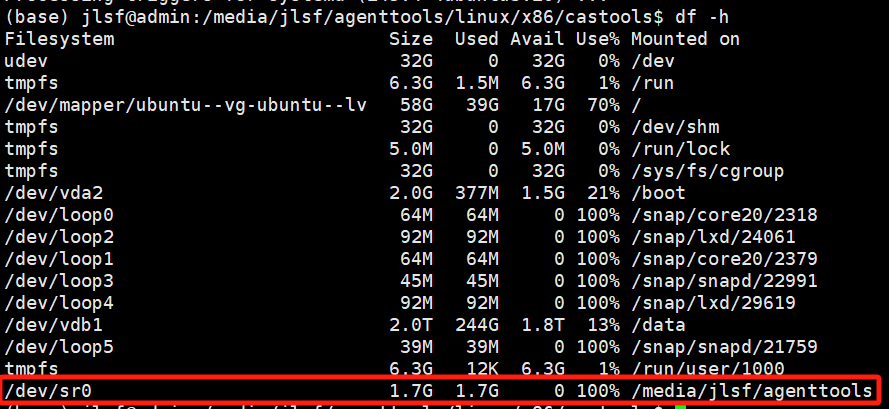 (base) jlsf@admin:/media/jlsf/agenttools/linux/x86/castools$ df -h
Filesystem                         Size  Used Avail Use% Mounted on
udev                                32G     0   32G   0% /dev
tmpfs                              6.3G  1.5M  6.3G   1% /run
/dev/mapper/ubuntu--vg-ubuntu--lv   58G   39G   17G  70% /
tmpfs                               32G     0   32G   0% /dev/shm
tmpfs                              5.0M     0  5.0M   0% /run/lock
tmpfs                               32G     0   32G   0% /sys/fs/cgroup
/dev/vda2                          2.0G  377M  1.5G  21% /boot
/dev/loop0                          64M   64M     0 100% /snap/core20/2318
/dev/loop2                          92M   92M     0 100% /snap/lxd/24061
/dev/loop1                          64M   64M     0 100% /snap/core20/2379
/dev/loop3                          45M   45M     0 100% /snap/snapd/22991
/dev/loop4                          92M   92M     0 100% /snap/lxd/29619
/dev/vdb1                          2.0T  244G  1.8T  13% /data
/dev/loop5                          39M   39M     0 100% /snap/snapd/21759
tmpfs                              6.3G   12K  6.3G   1% /run/user/1000
/dev/sr0                           1.7G  1.7G     0 100% /media/jlsf/agenttools